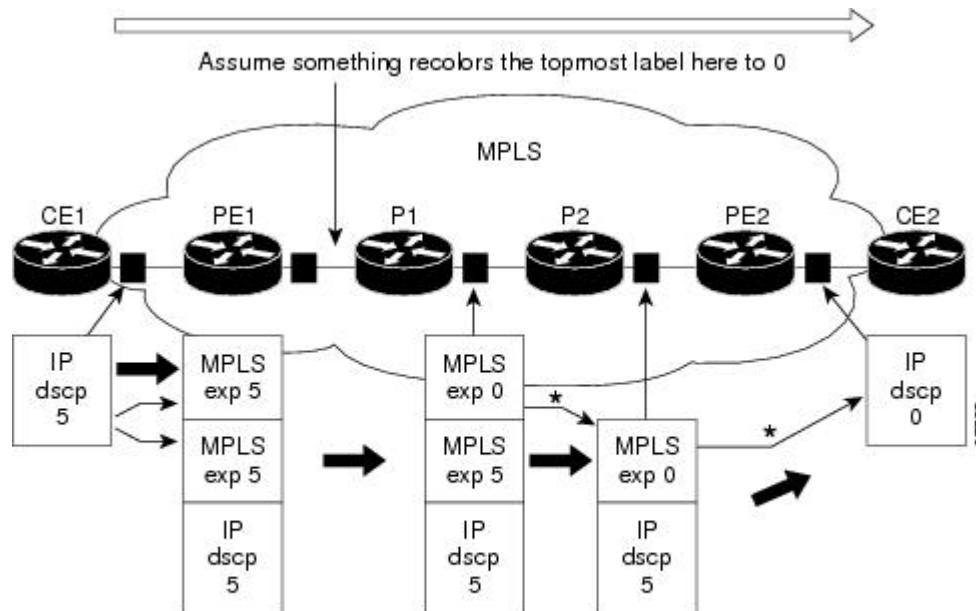 Assume something recolors the topmost label here to 0
MPLS
CE1
PE1
P1
P2
PE2
CE2
IP
dscp
5
MPLS
exp 5
MPLS
exp 5
IP
dscp
5
MPLS
exp 0
*
MPLS
exp 5
IP
dscp
5
MPLS
exp 0
*
IP
dscp
5
IP
dscp
0